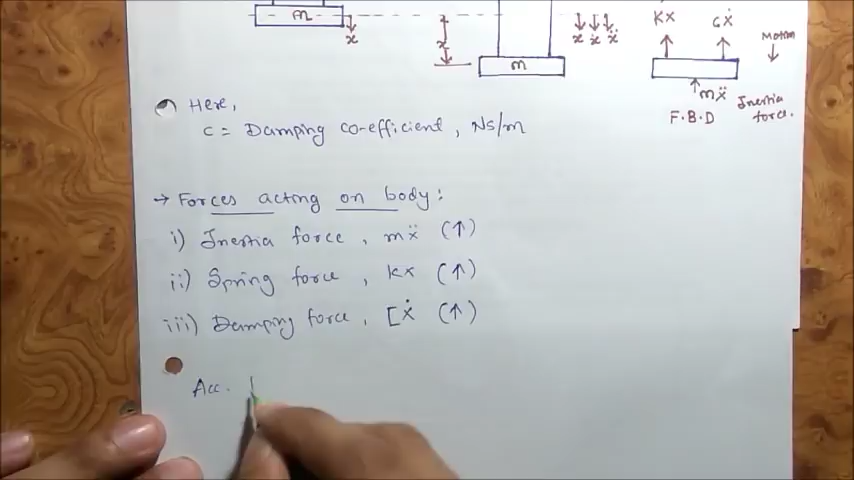 m
x
x
m
x ẋ ẍ
Kx
cẋ
Motion
mẍ
Inertia force.
F.B.D
Here,
c = Damping co-efficient, Ns/m
→ Forces acting on body:
i) Inertia force, mẍ (↑)
ii) Spring force, kx (↑)
iii) Damping force, [ẋ (↑)
Acc.